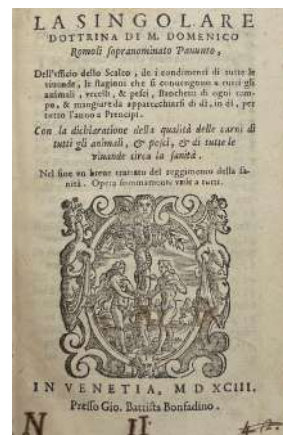 LA SINGOLARE
DOTTRINA DI M. DOMENICO
Romoli sopranominato Panunto,
Dell'vfficio dello Scalco, de i condimenti di tutte le
viuande, le stagioni che si conuengono a tutti gli
animali, vccelli, & pesci, Banchetti di ogni tem-
po, & mangiare da apparecchiarsi di dì, in dì, per
tutto l'anno a Prencipi.
Con la dichiaratione della qualità delle carni di
tutti gli animali, & pesci, & di tutte le
viuande circa la sanità.
Nel fine vn breue trattato del reggimento della sa-
nità. Opera sommamente vtile a tutti.
IN VENETIA, M D XCIII.
Presso Gio. Battista Bonfadino.
N II